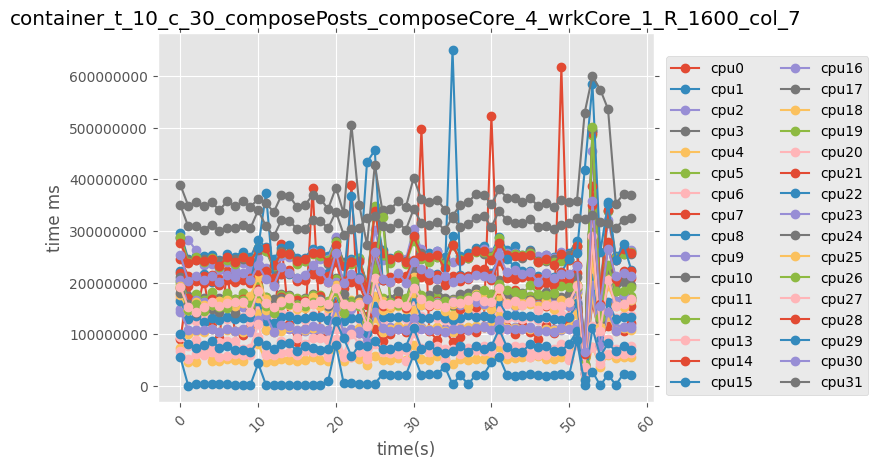 container_t_10_c_30_composePosts_composeCore_4_wrkCore_1_R_1600_col_7
time ms
600000000
500000000
400000000
300000000
200000000
100000000
0
0
10
20
30
40
50
60
time(s)
cpu0
cpu1
cpu2
cpu3
cpu4
cpu5
cpu6
cpu7
cpu8
cpu9
cpu10
cpu11
cpu12
cpu13
cpu14
cpu15
cpu16
cpu17
cpu18
cpu19
cpu20
cpu21
cpu22
cpu23
cpu24
cpu25
cpu26
cpu27
cpu28
cpu29
cpu30
cpu31